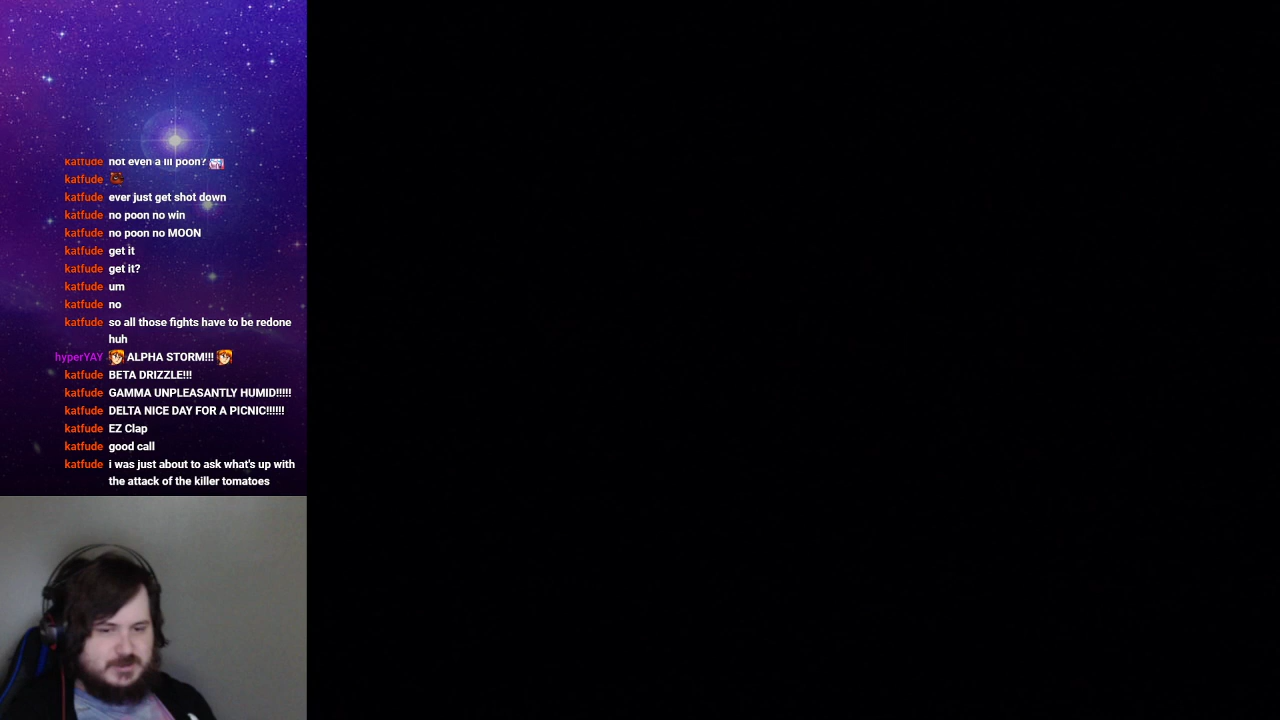 katfude not even a lil poon?
katfude
katfude ever just get shot down
katfude no poon no win
katfude no poon no MOON
katfude get it
katfude get it?
katfude um
katfude no
katfude so all those fights have to be redone
huh
hyperYAY ALPHA STORM!!!
katfude BETA DRIZZLE!!!
katfude GAMMA UNPLEASANTLY HUMID!!!!!
katfude DELTA NICE DAY FOR A PICNIC!!!!!!
katfude EZ Clap
katfude good call
katfude i was just about to ask what's up with
the attack of the killer tomatoes